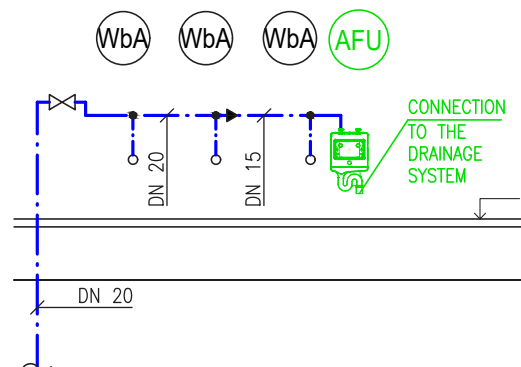 WbA WbA WbA AFU
CONNECTION
TO THE
DRAINAGE
SYSTEM
DN 20
DN 15
DN 20